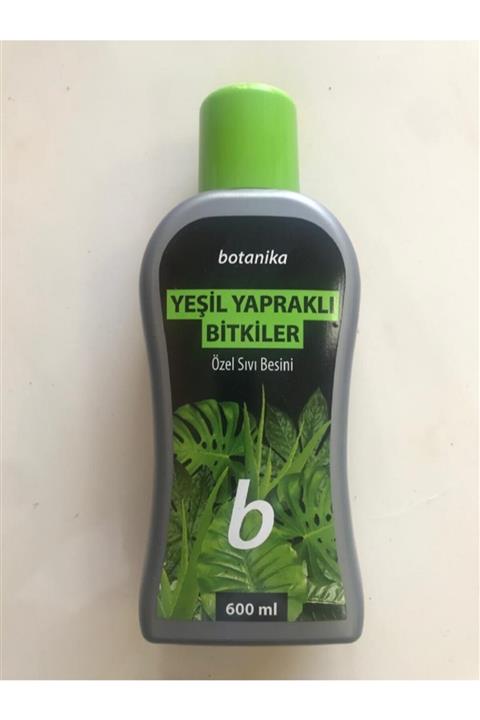 botanika
YEŞİL YAPRAKLI
BİTKİLER
Özel Sıvı Besini
b
600 ml